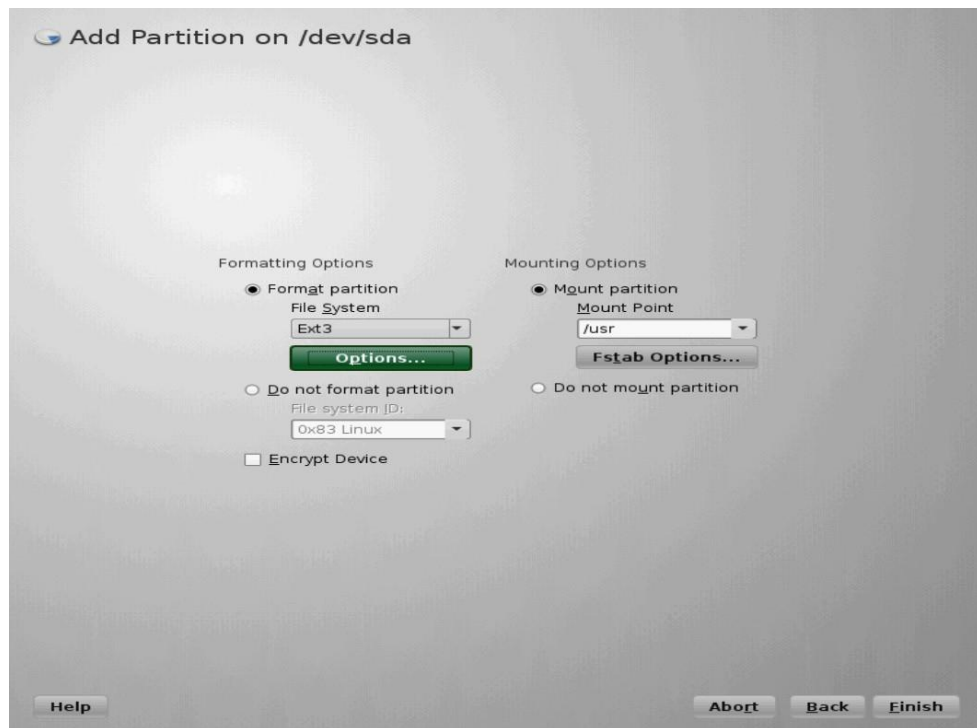 Add Partition on /dev/sda
Formatting Options
Format partition
File System
Ext3
Options...
Do not format partition
File system ID:
0x83 Linux
Encrypt Device
Mounting Options
Mount partition
Mount Point
/usr
Fstab Options...
Do not mount partition
Help
Abort
Back
Finish